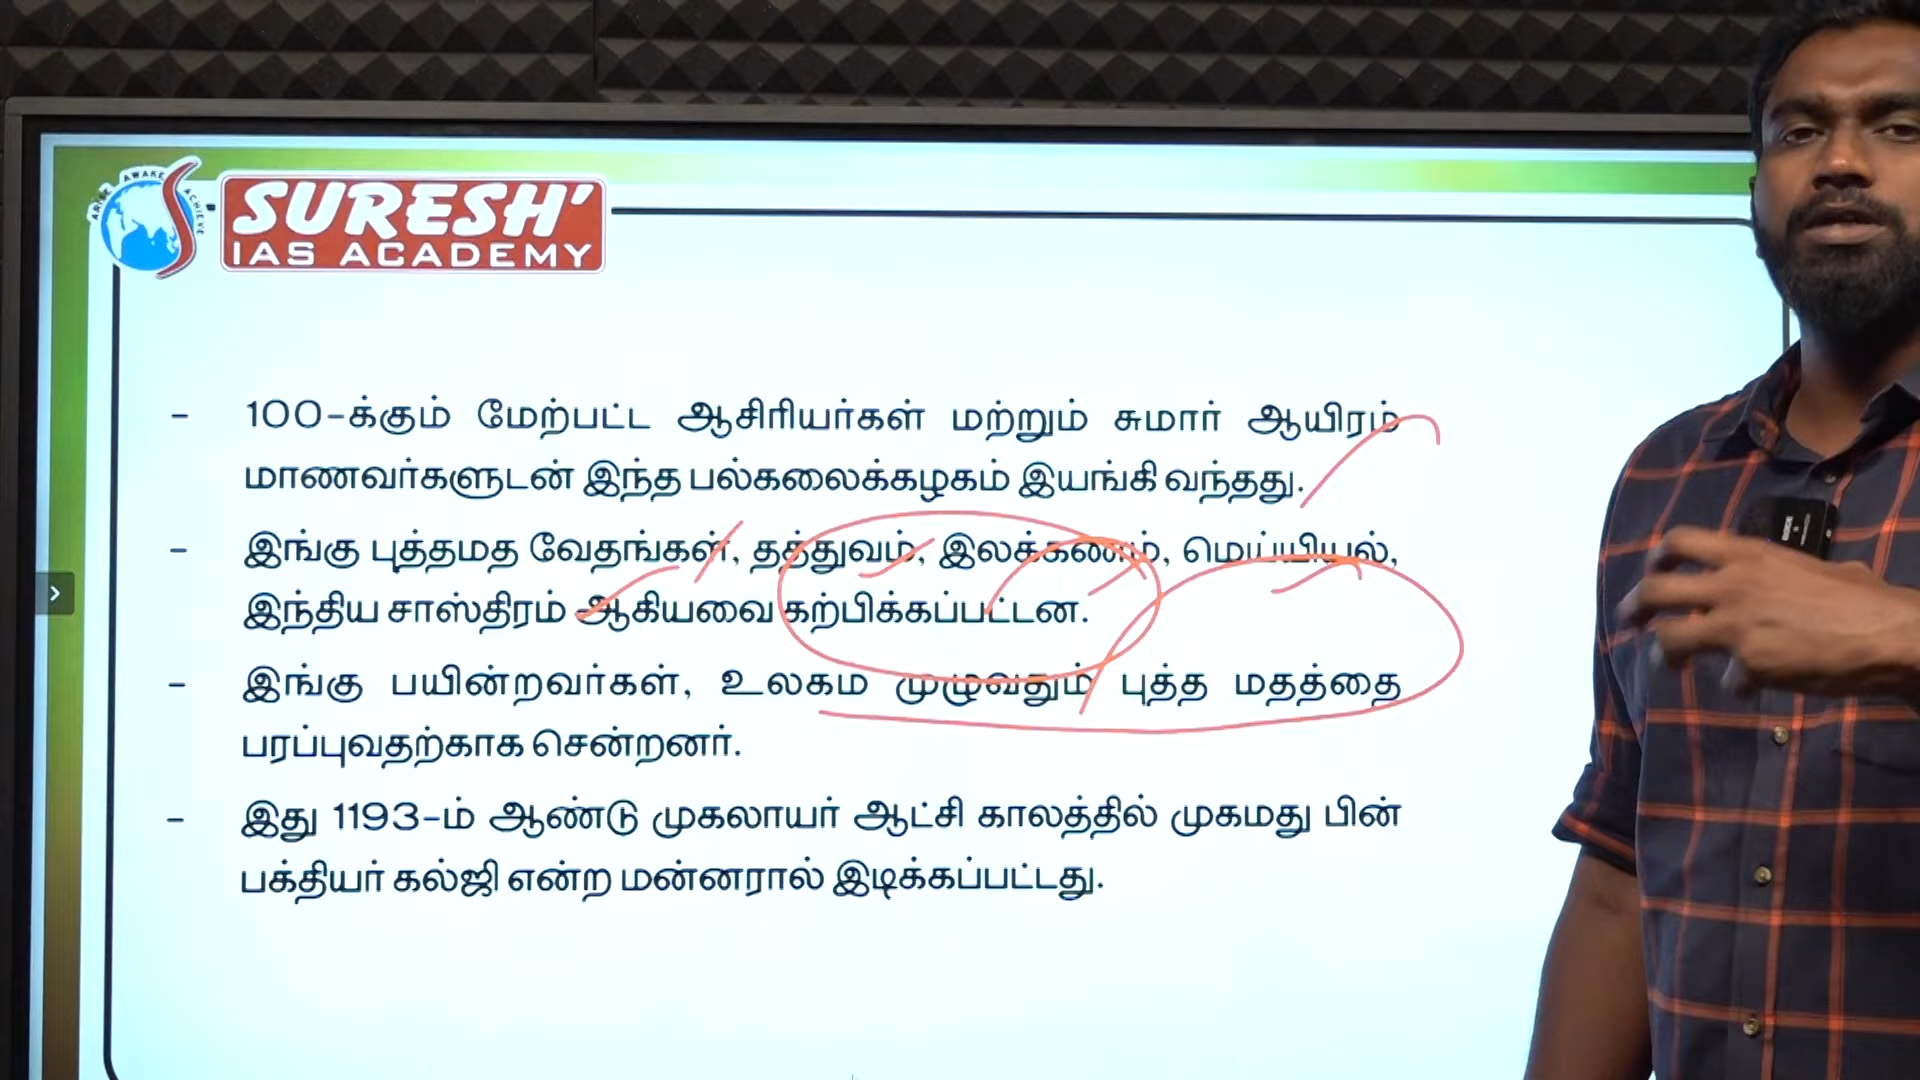 ARISE AWAKE ACHIEVE
SURESH'
IAS ACADEMY
- 100-க்கும் மேற்பட்ட ஆசிரியர்கள் மற்றும் சுமார் ஆயிரம்
மாணவர்களுடன் இந்த பல்கலைக்கழகம் இயங்கி வந்தது.
- இங்கு புத்தமத வேதங்கள், தத்துவம், இலக்கணம், மெய்யியல்,
இந்திய சாஸ்திரம் ஆகியவை கற்பிக்கப்பட்டன.
- இங்கு பயின்றவர்கள், உலகம முழுவதும் புத்த மதத்தை
பரப்புவதற்காக சென்றனர்.
- இது 1193-ம் ஆண்டு முகலாயர் ஆட்சி காலத்தில் முகமது பின்
பக்தியர் கல்ஜி என்ற மன்னரால் இடிக்கப்பட்டது.